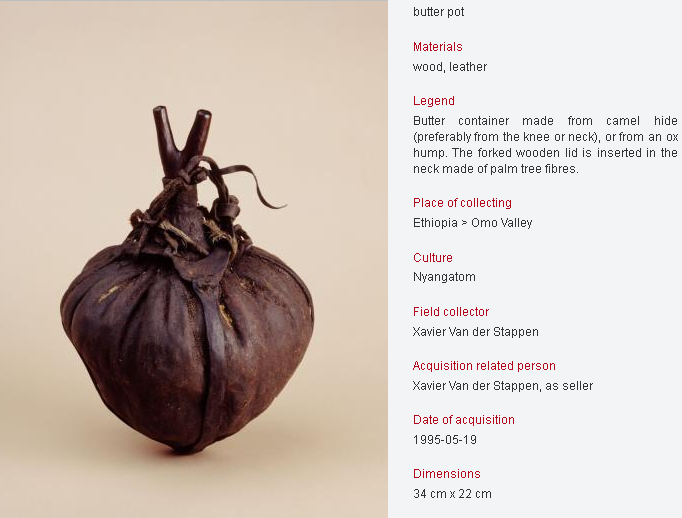 butter pot
Materials
wood, leather
Legend
Butter container made from camel hide
(preferably from the knee or neck), or from an ox
hump. The forked wooden lid is inserted in the
neck made of palm tree fibres.
Place of collecting
Ethiopia > Omo Valley
Culture
Nyangatom
Field collector
Xavier Van der Stappen
Acquisition related person
Xavier Van der Stappen, as seller
Date of acquisition
1995-05-19
Dimensions
34 cm x 22 cm